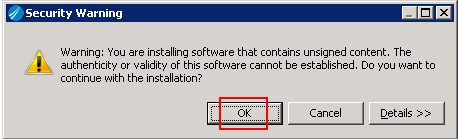 Security Warning
Warning: You are installing software that contains unsigned content. The
authenticity or validity of this software cannot be established. Do you want to
continue with the installation?
OK Cancel Details >>